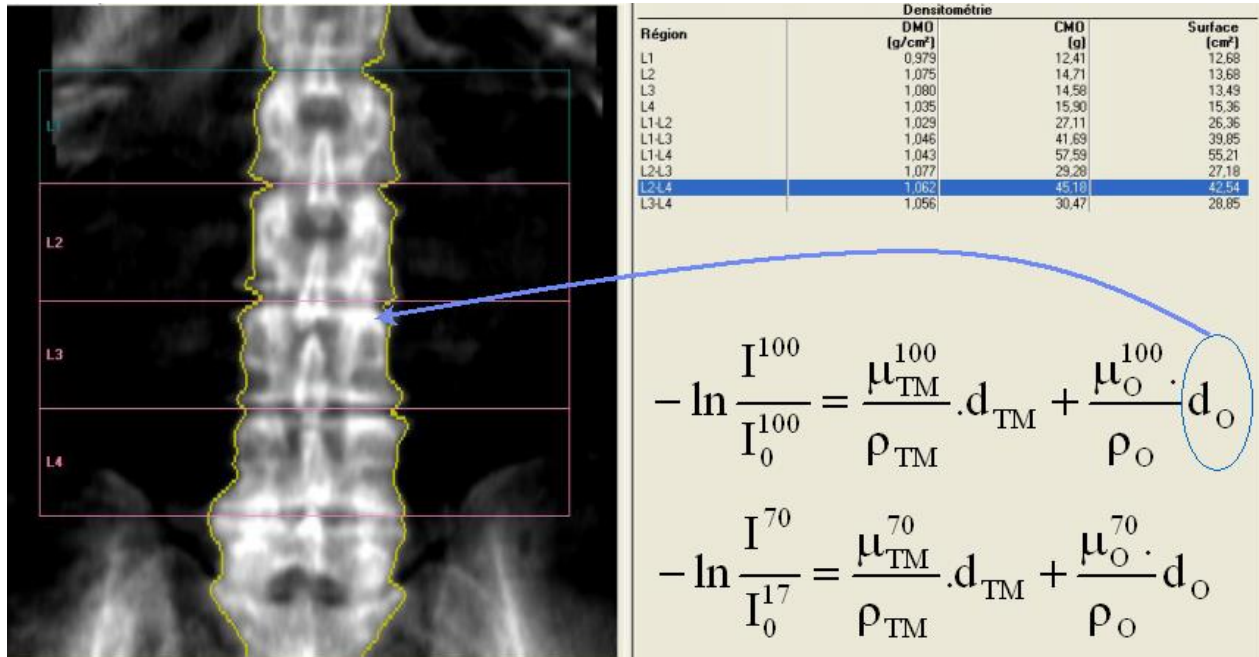 L1
L2
L3
L4
Densitométrie
Région DMO (g/cm²) CMO (g) Surface (cm²)
L1 0,979 12,41 12,68
L2 1,075 14,71 13,68
L3 1,080 14,58 13,49
L4 1,035 15,90 15,36
L1-L2 1,029 27,11 26,36
L1-L3 1,046 41,69 39,85
L1-L4 1,043 57,59 55,21
L2-L3 1,077 29,28 27,18
L2-L4 1,062 45,18 42,54
L3-L4 1,056 30,47 28,85
− ln I^100 / I_0^100 = μ_TM^100 / ρ_TM . d_TM + μ_O^100 . / ρ_O d_O
− ln I^70 / I_0^17 = μ_TM^70 / ρ_TM . d_TM + μ_O^70 . / ρ_O d_O